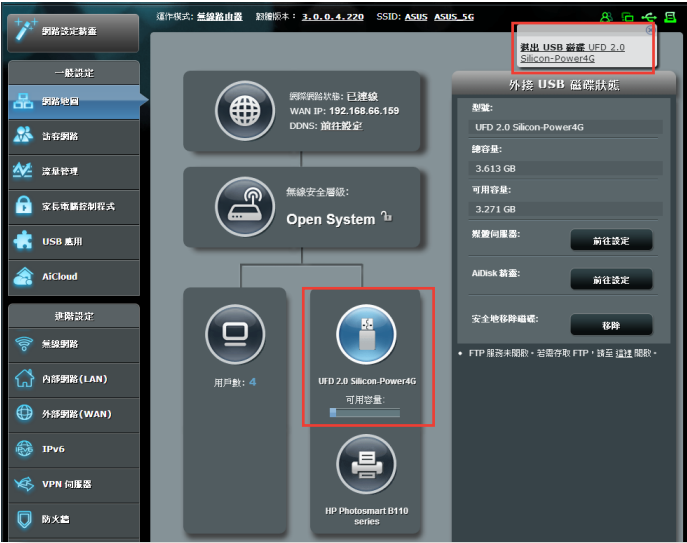 網路設定精靈
運作模式: 無線路由器 韌體版本: 3.0.0.4.220 SSID: ASUS ASUS_5G
退出 USB 磁碟 UFD 2.0
Silicon-Power4G
一般設定
網路地圖
訪客網路
流量管理
家長電腦控制程式
USB 應用
AiCloud
進階設定
無線網路
內部網路(LAN)
外部網路(WAN)
IPv6
VPN 伺服器
防火牆
網際網路狀態: 已連線
WAN IP: 192.168.66.159
DDNS: 前往設定
無線安全層級:
Open System
用戶數: 4
UFD 2.0 Silicon-Power4G
可用容量:
HP Photosmart B110
series
外接 USB 磁碟狀態
型號:
UFD 2.0 Silicon-Power4G
總容量:
3.613 GB
可用容量:
3.271 GB
媒體伺服器:
前往設定
AiDisk 精靈:
前往設定
安全地移除磁碟:
移除
• FTP 服務未開啟。若需存取 FTP，請至 這裡 開啟。